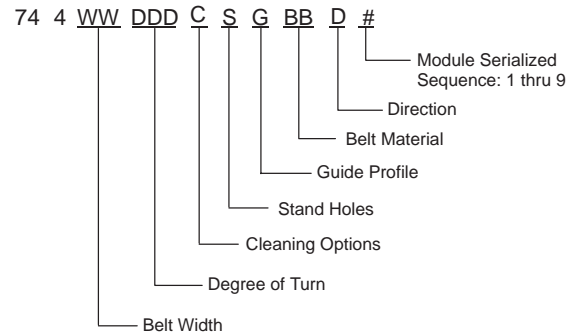 74 4 WW DDD C S G BB D #
Module Serialized
Sequence: 1 thru 9
Direction
Belt Material
Guide Profile
Stand Holes
Cleaning Options
Degree of Turn
Belt Width